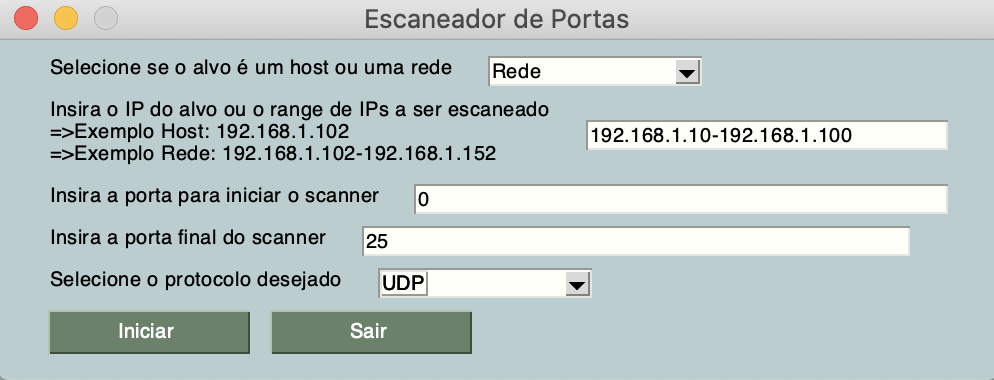 Escaneador de Portas
Selecione se o alvo é um host ou uma rede Rede
Insira o IP do alvo ou o range de IPs a ser escaneado
=>Exemplo Host: 192.168.1.102
192.168.1.10-192.168.1.100
=>Exemplo Rede: 192.168.1.102-192.168.1.152
Insira a porta para iniciar o scanner 0
Insira a porta final do scanner 25
Selecione o protocolo desejado UDP
Iniciar Sair